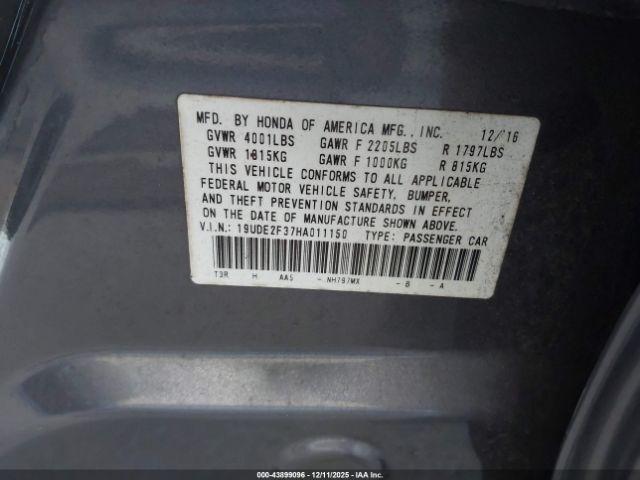 MFD. BY HONDA OF AMERICA MFG., INC. 12/16
GVWR 4001LBS GAWR F 2205LBS R 1797LBS
GVWR 1815KG GAWR F 1000KG R 815KG
THIS VEHICLE CONFORMS TO ALL APPLICABLE
FEDERAL MOTOR VEHICLE SAFETY, BUMPER,
AND THEFT PREVENTION STANDARDS IN EFFECT
ON THE DATE OF MANUFACTURE SHOWN ABOVE.
V.I.N.: 19UDE2F37HA011150 TYPE: PASSENGER CAR
T3R H AA5 - NH797MX - B - A
000-43899096 - 12/11/2025 - IAA Inc.